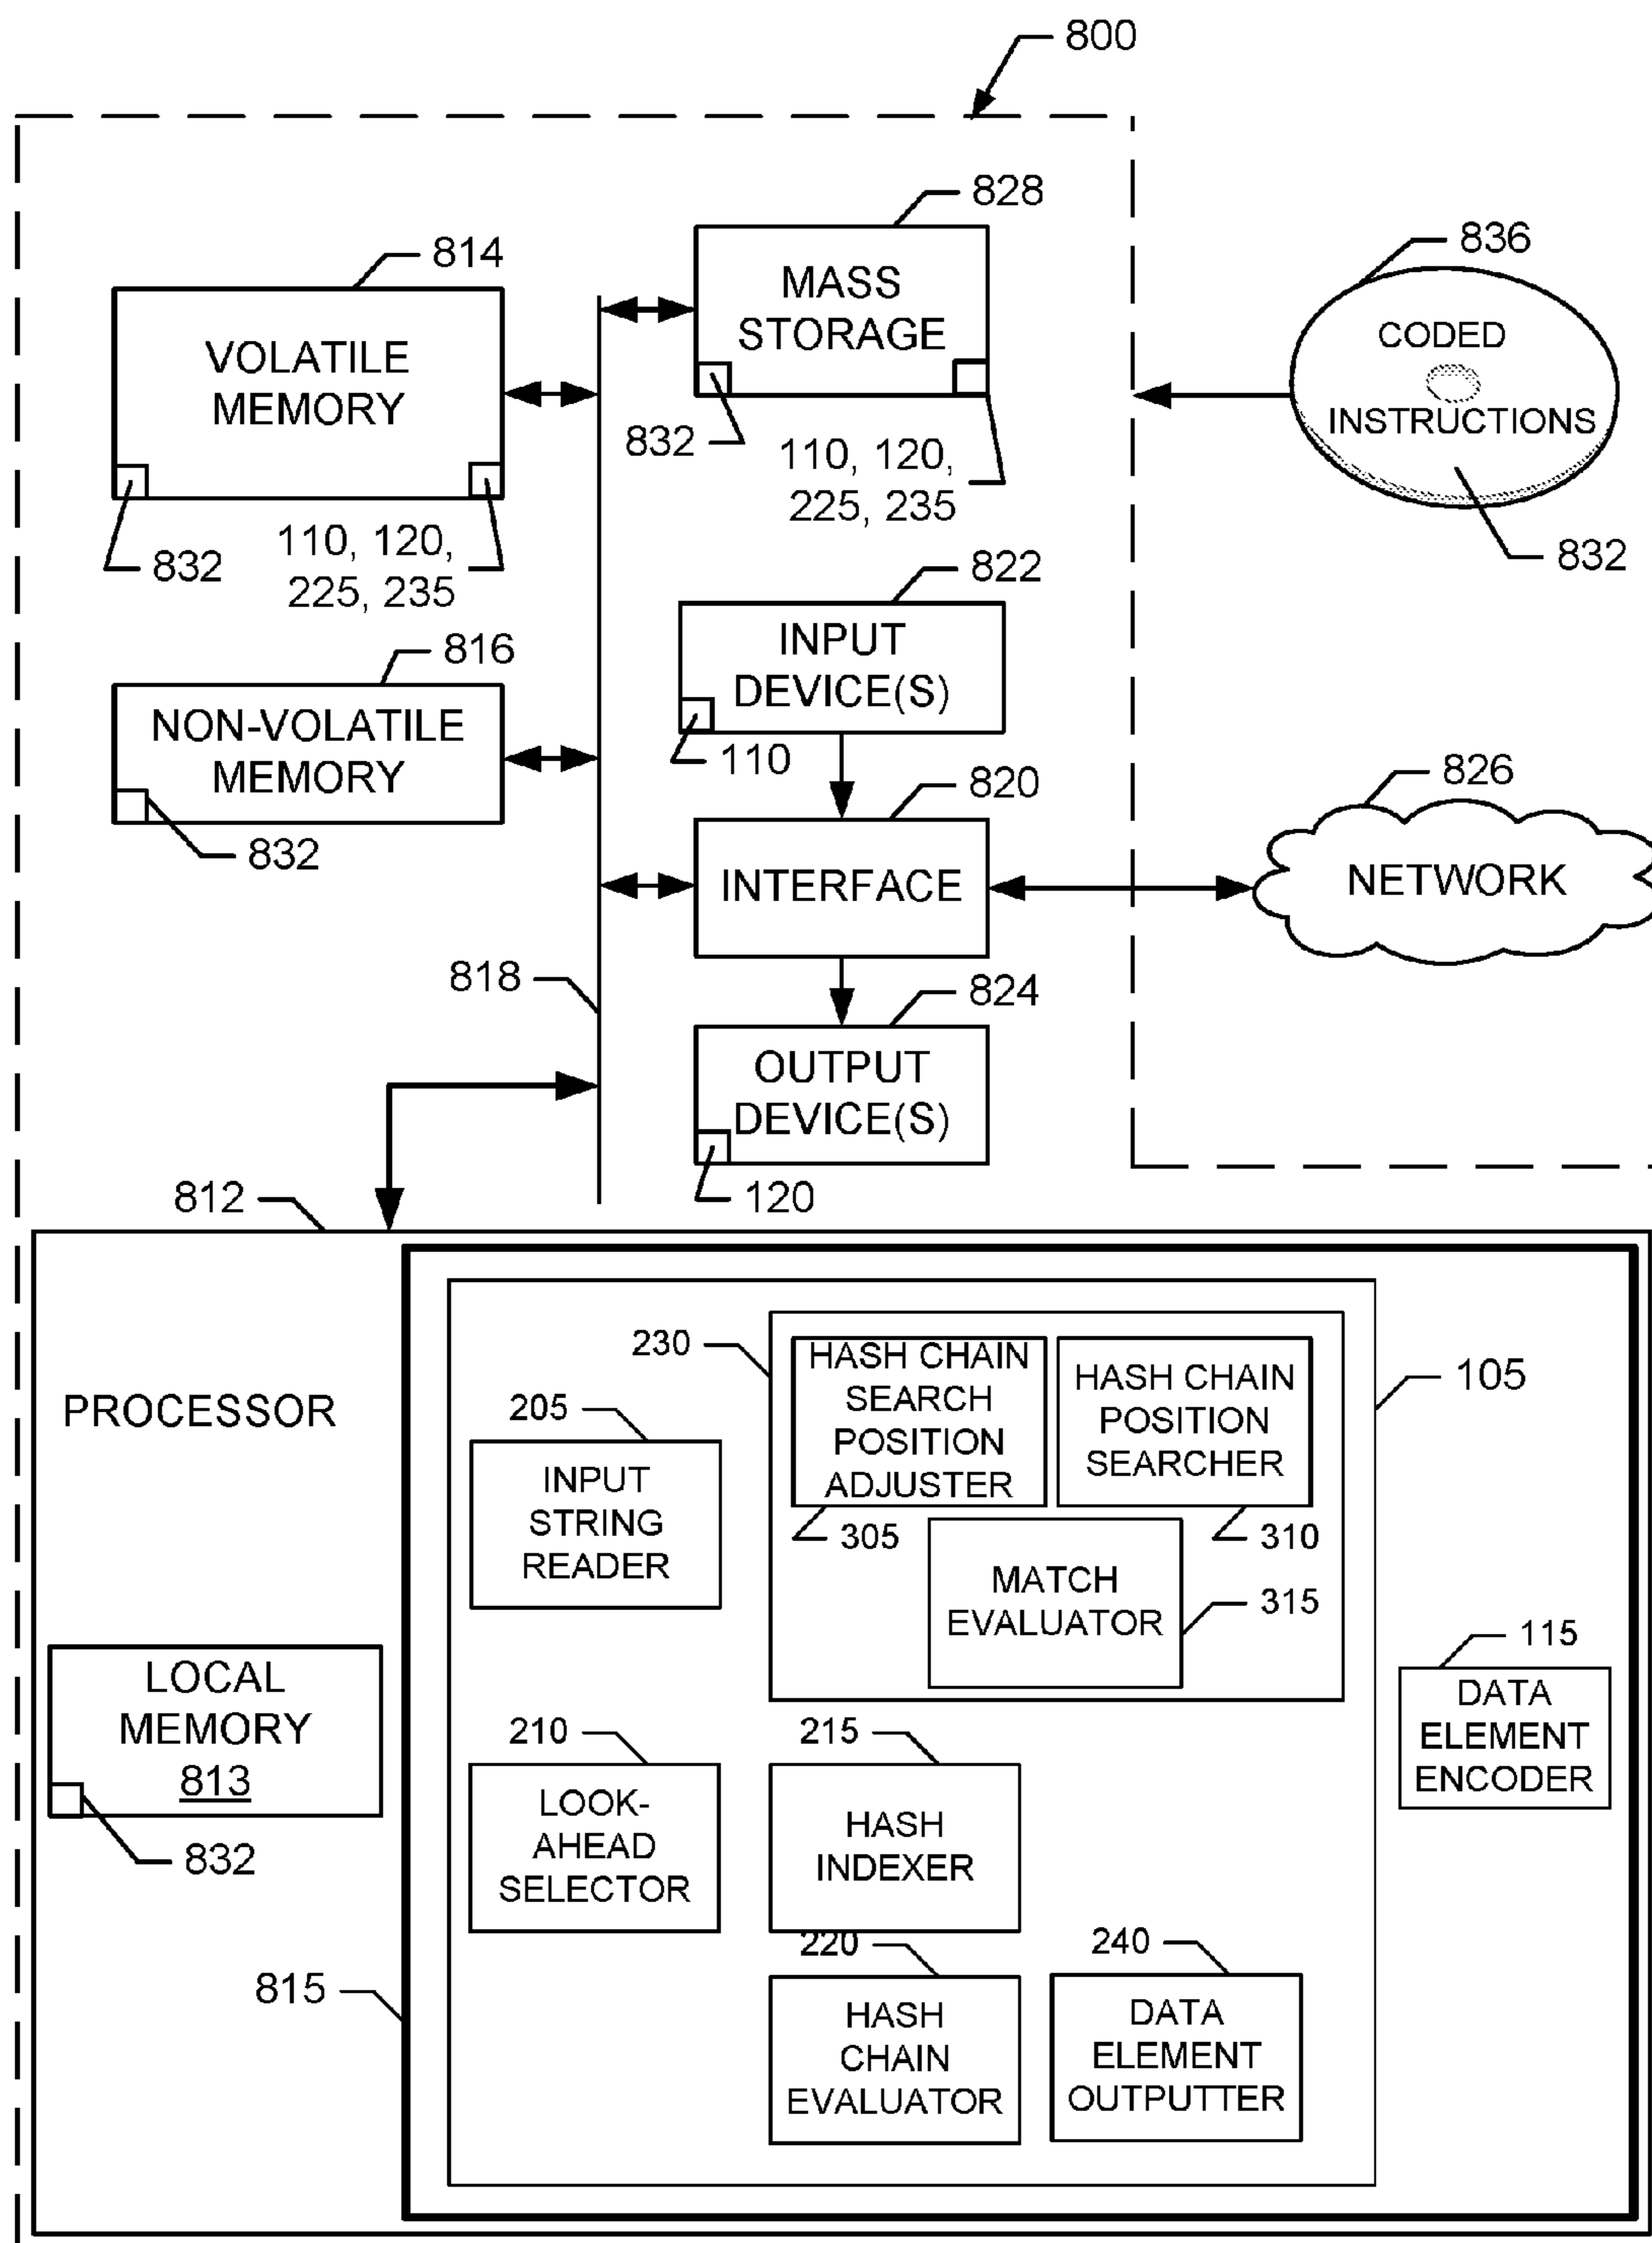 800
828
814
MASS
STORAGE
836
CODED
INSTRUCTIONS
VOLATILE
MEMORY
832
110, 120,
225, 235
832
832
110, 120,
225, 235
822
INPUT
DEVICE(S)
816
NON-VOLATILE
MEMORY
110
820
826
832
INTERFACE
NETWORK
818
824
OUTPUT
DEVICE(S)
812
120
PROCESSOR
230
HASH CHAIN
SEARCH
POSITION
ADJUSTER
HASH CHAIN
POSITION
SEARCHER
105
205
INPUT
STRING
READER
305
310
MATCH
EVALUATOR
315
115
DATA
ELEMENT
ENCODER
LOCAL
MEMORY
813
832
210
LOOK-
AHEAD
SELECTOR
215
HASH
INDEXER
220
240
815
HASH
CHAIN
EVALUATOR
DATA
ELEMENT
OUTPUTTER